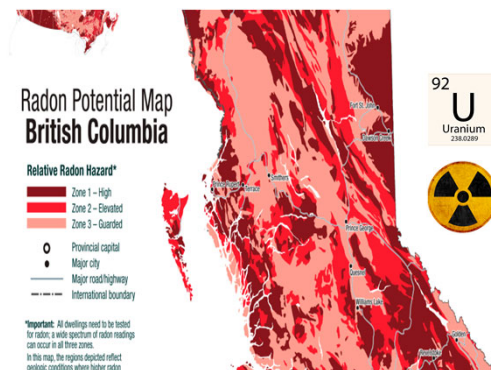 Radon Potential Map
British Columbia
Relative Radon Hazard*
Zone 1 – High
Zone 2 – Elevated
Zone 3 – Guarded
Provincial capital
Major city
Major road/highway
International boundary
*Important: All dwellings need to be tested
for radon; a wide spectrum of radon readings
can occur in all three zones.
In this map, the regions depicted reflect
geologic conditions where higher radon
Fort St. John
Dawson Creek
Smithers
Prince Rupert
Terrace
Prince George
Quesnel
Williams Lake
Golden
Revelstoke
92
U
Uranium
238.0289